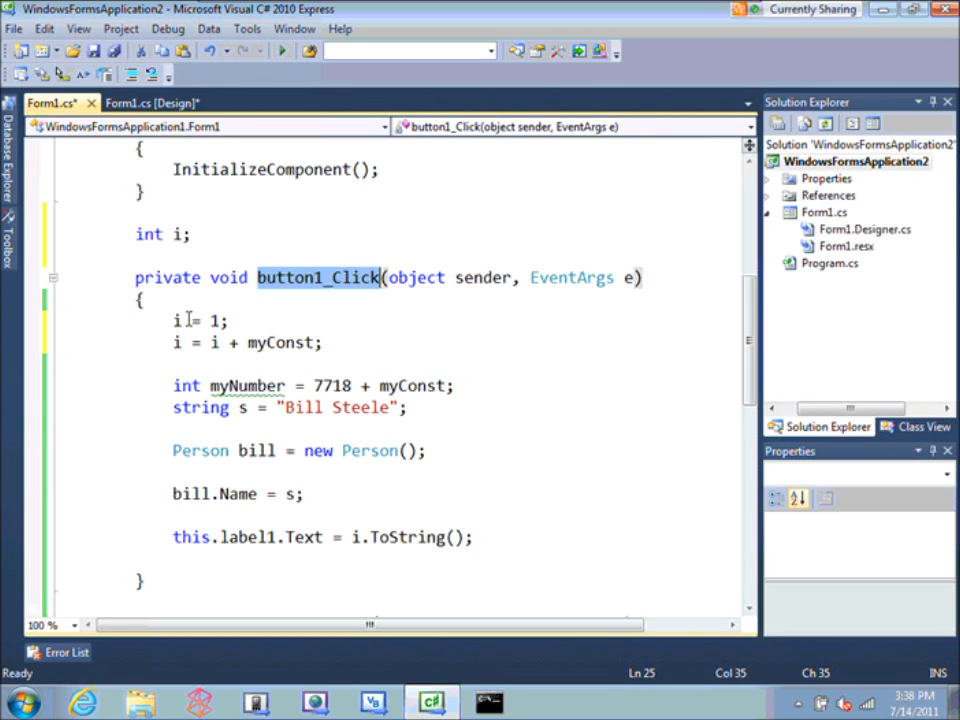 WindowsFormsApplication2 - Microsoft Visual C# 2010 Express
Currently Sharing
File Edit View Project Debug Data Tools Window Help
Form1.cs* Form1.cs [Design]*
WindowsFormsApplication1.Form1
button1_Click(object sender, EventArgs e)
Database Explorer
Toolbox
{
InitializeComponent();
}
int i;
private void button1_Click(object sender, EventArgs e)
{
i = 1;
i = i + myConst;
int myNumber = 7718 + myConst;
string s = "Bill Steele";
Person bill = new Person();
bill.Name = s;
this.label1.Text = i.ToString();
}
100 %
Solution Explorer
Solution 'WindowsFormsApplication2'
WindowsFormsApplication2
Properties
References
Form1.cs
Form1.Designer.cs
Form1.resx
Program.cs
Solution Explorer Class View
Properties
Error List
Ready Ln 25 Col 35 Ch 35 INS
3:38 PM
7/14/2011